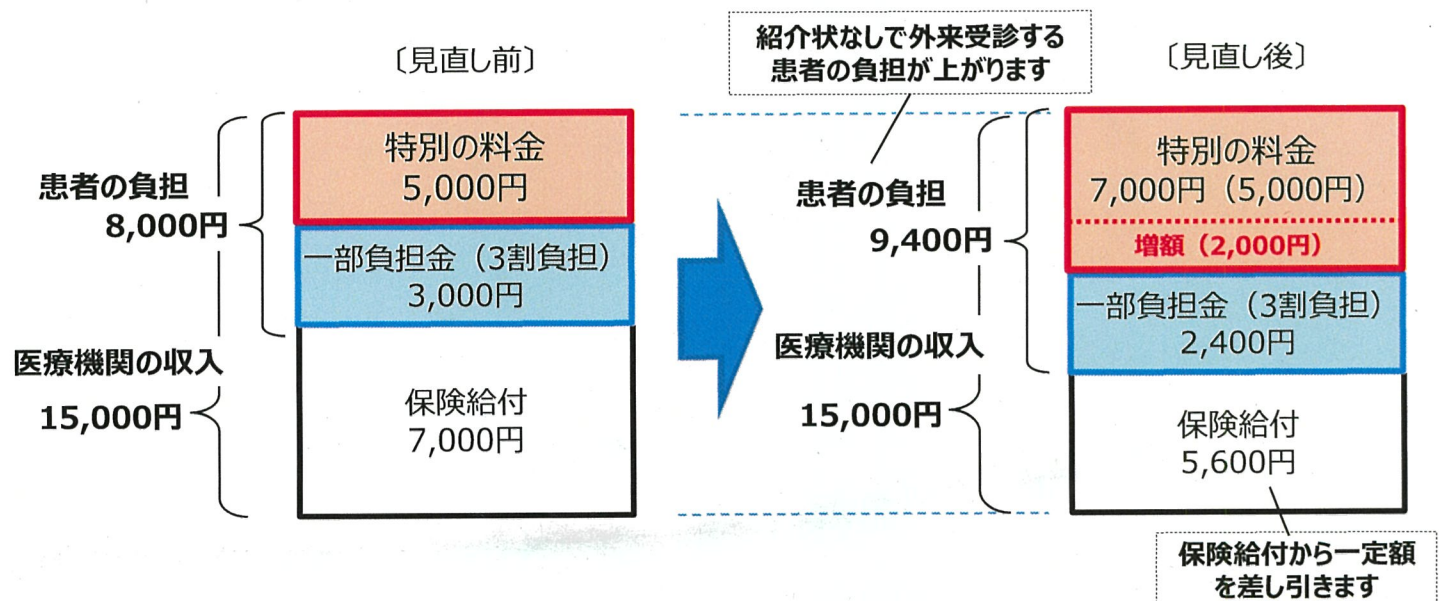 〔見直し前〕
特別の料金
5,000円
一部負担金（3割負担）
3,000円
保険給付
7,000円
患者の負担
8,000円
医療機関の収入
15,000円
紹介状なしで外来受診する
患者の負担が上がります
〔見直し後〕
特別の料金
7,000円（5,000円）
増額（2,000円）
一部負担金（3割負担）
2,400円
保険給付
5,600円
患者の負担
9,400円
医療機関の収入
15,000円
保険給付から一定額
を差し引きます